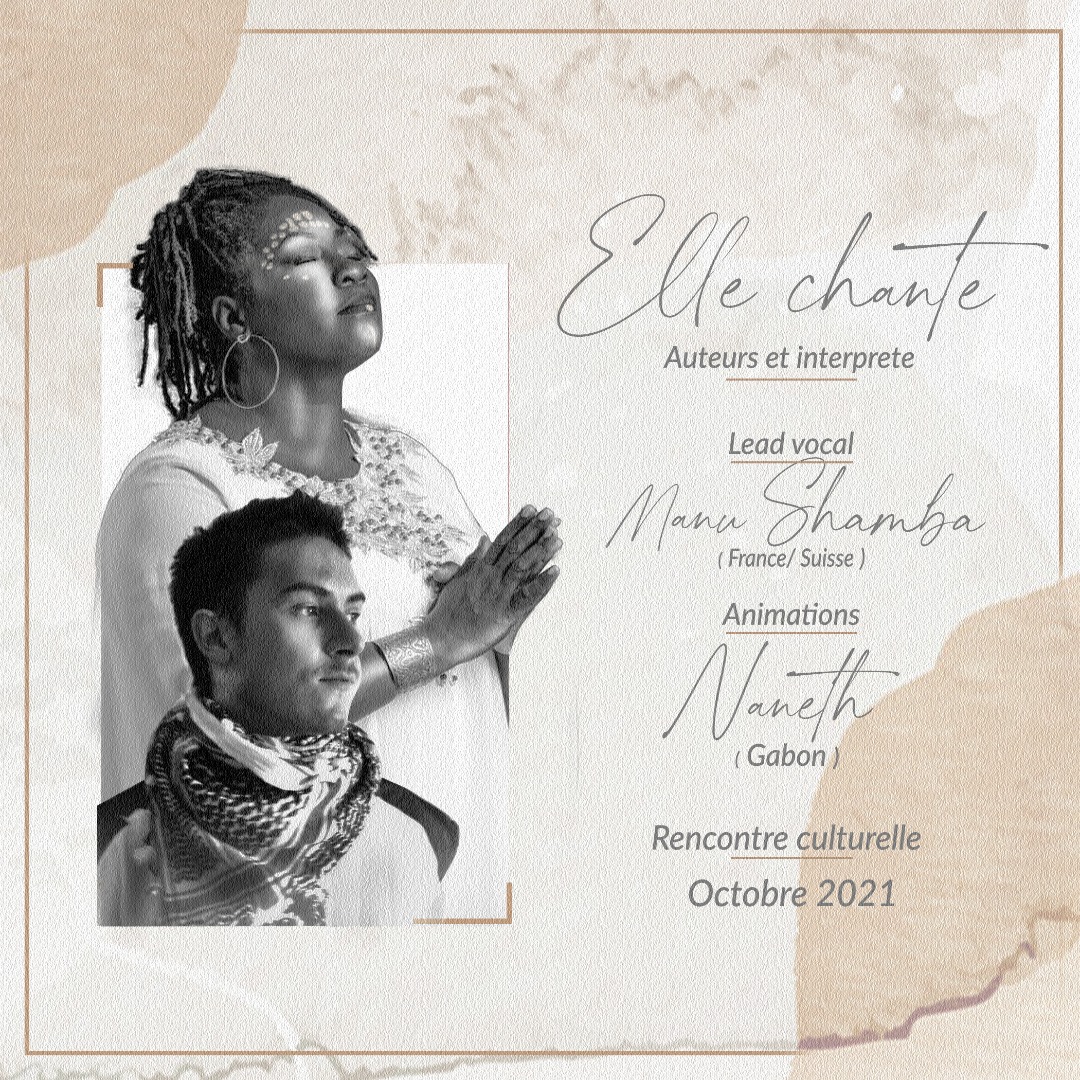 Elle chante
Auteurs et interprete
Lead vocal
Manu Shamba
( France/ Suisse )
Animations
Naneth
( Gabon )
Rencontre culturelle
Octobre 2021